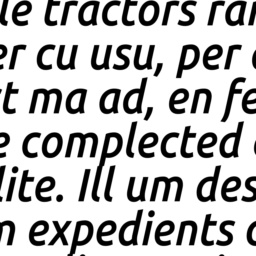 le tractors ran
er cu usu, per
t ma ad, en fe
e complected
lite. Ill um des
m expedients